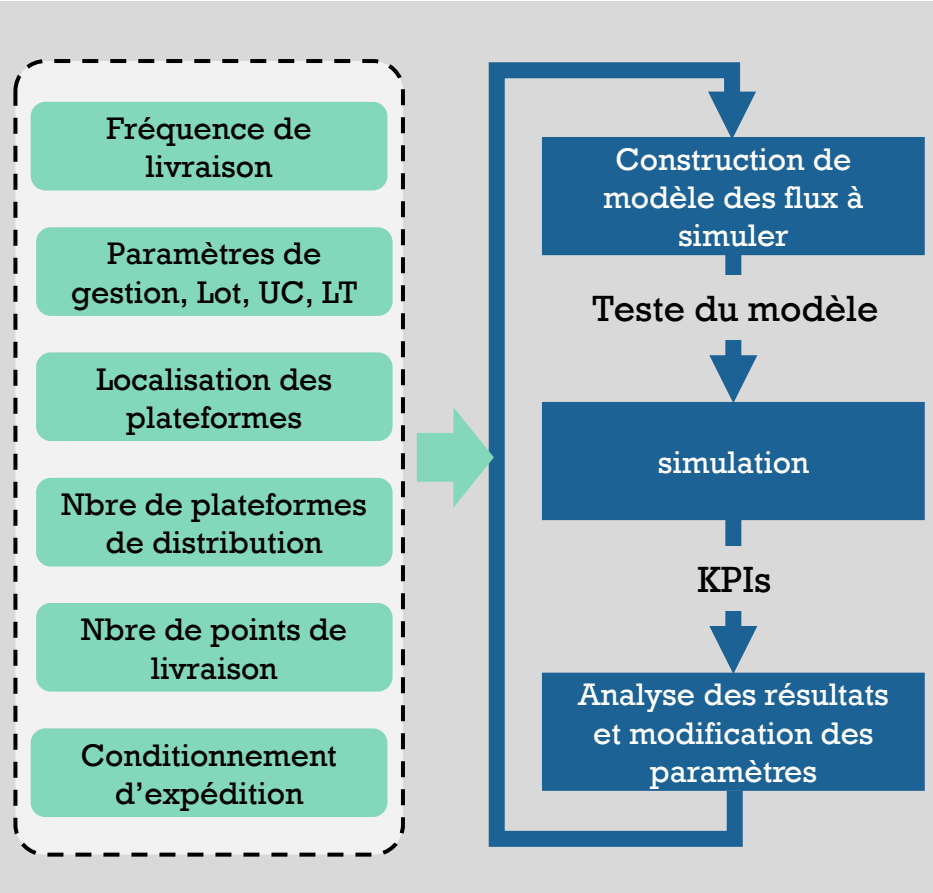 Fréquence de
livraison
Paramètres de
gestion, Lot, UC, LT
Localisation des
plateformes
Nbre de plateformes
de distribution
Nbre de points de
livraison
Conditionnement
d’expédition
Construction de
modèle des flux à
simuler
Teste du modèle
simulation
KPIs
Analyse des résultats
et modification des
paramètres